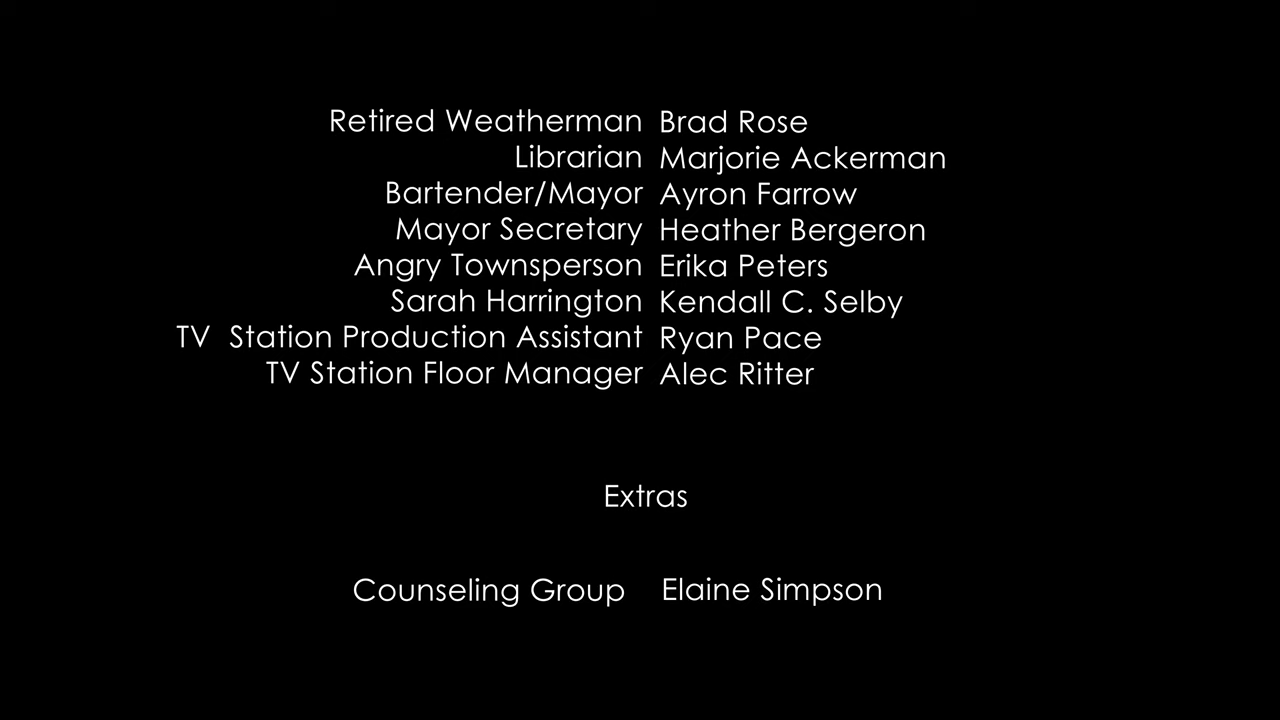 Retired Weatherman Brad Rose
Librarian Marjorie Ackerman
Bartender/Mayor Ayron Farrow
Mayor Secretary Heather Bergeron
Angry Townsperson Erika Peters
Sarah Harrington Kendall C. Selby
TV  Station Production Assistant Ryan Pace
TV Station Floor Manager Alec Ritter
Extras
Counseling Group Elaine Simpson